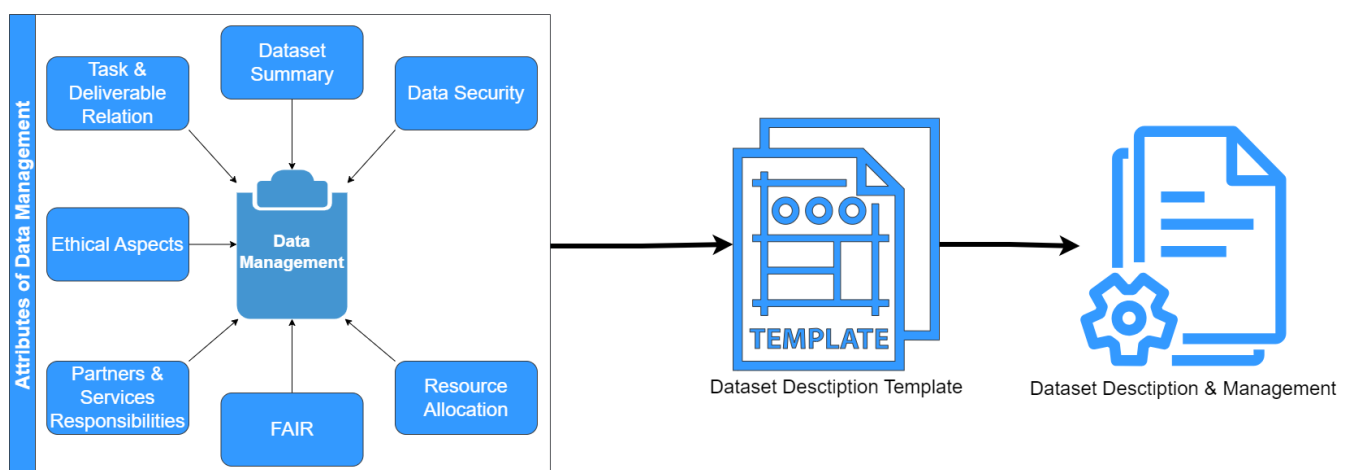 Attributes of Data Management
Task &
Deliverable
Relation
Dataset
Summary
Data Security
Ethical Aspects
Data
Management
Partners &
Services
Responsibilities
FAIR
Resource
Allocation
TEMPLATE
Dataset Desctiption Template
Dataset Desctiption & Management